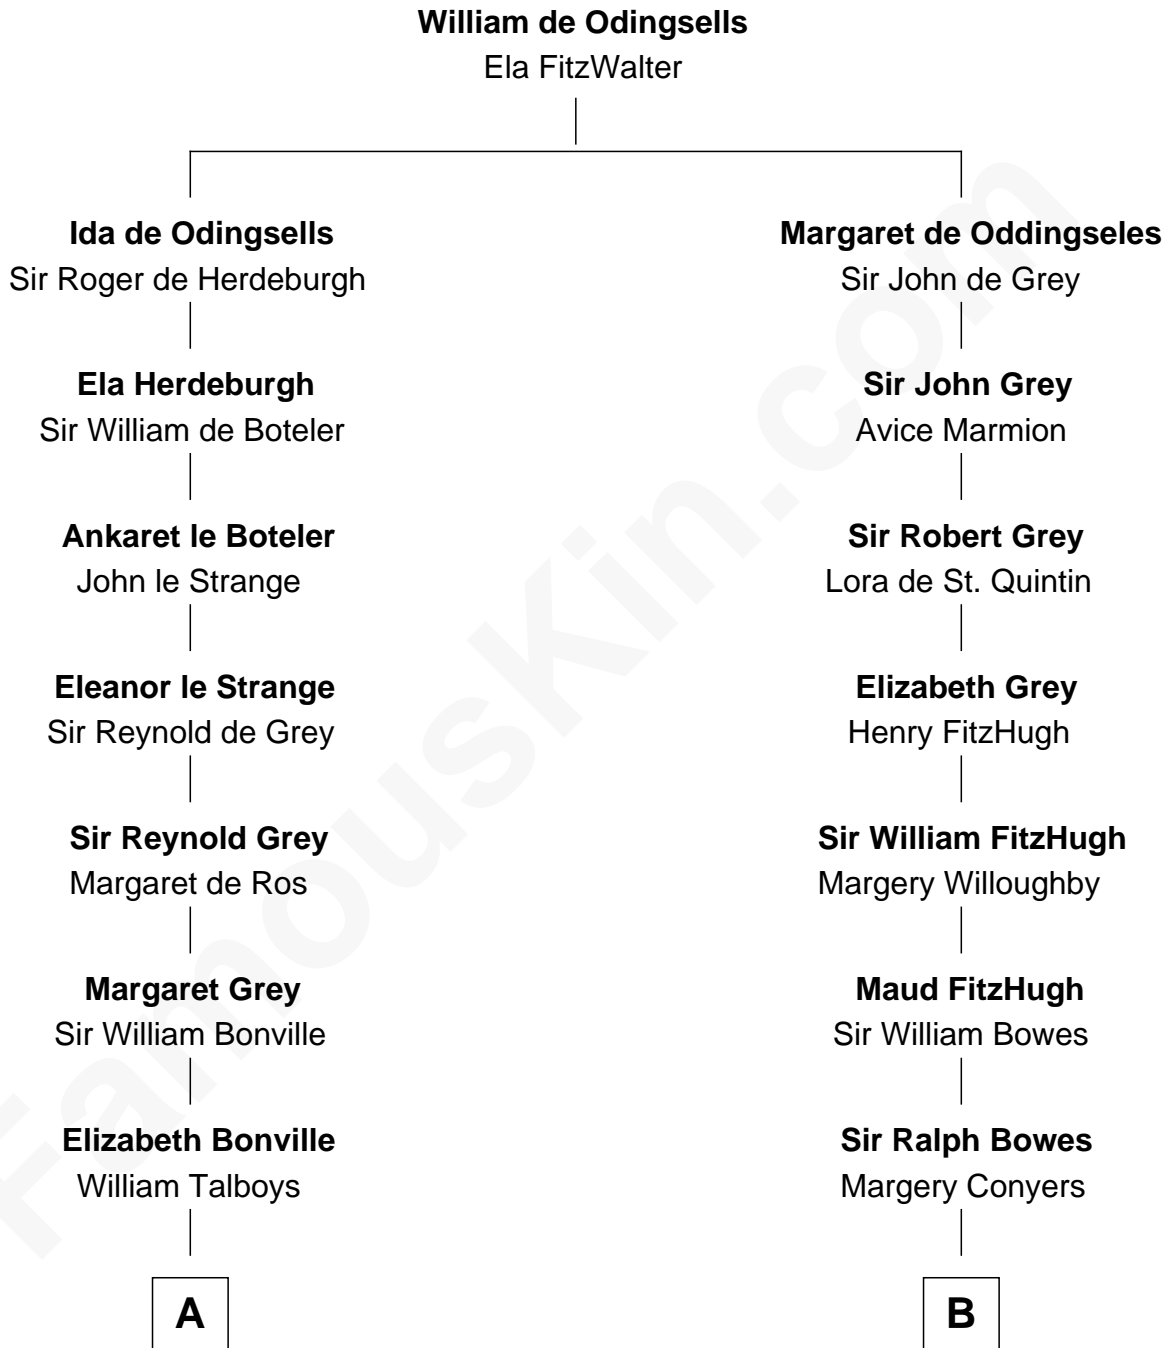 William de Odingsells
Ela FitzWalter
Ida de Odingsells
Sir Roger de Herdeburgh
Margaret de Oddingseles
Sir John de Grey
Ela Herdeburgh
Sir William de Boteler
Sir John Grey
Avice Marmion
Ankaret le Boteler
John le Strange
Sir Robert Grey
Lora de St. Quintin
Eleanor le Strange
Sir Reynold de Grey
Elizabeth Grey
Henry FitzHugh
Sir Reynold Grey
Margaret de Ros
Sir William FitzHugh
Margery Willoughby
Margaret Grey
Sir William Bonville
Maud FitzHugh
Sir William Bowes
Elizabeth Bonville
William Talboys
Sir Ralph Bowes
Margery Conyers
A
B
FamousKin.com